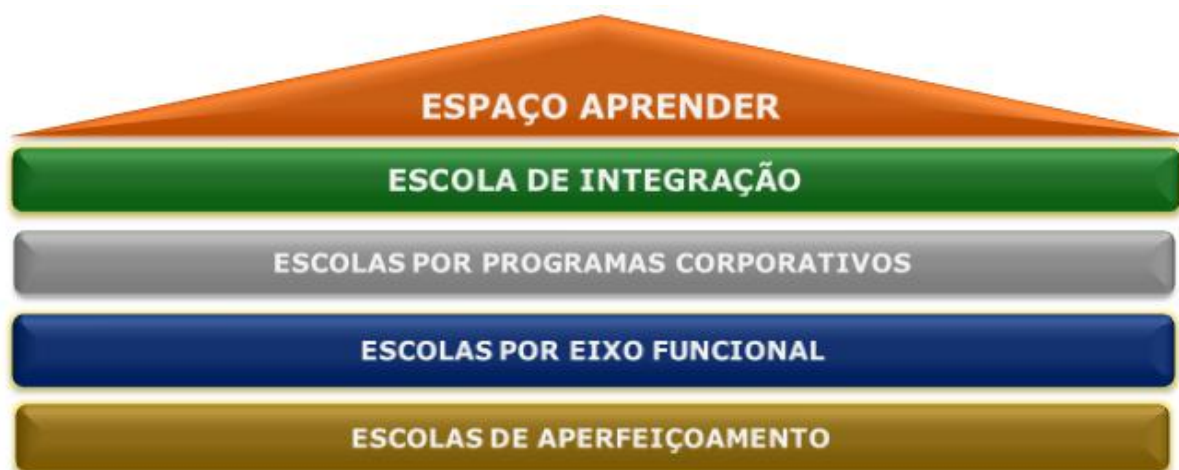 ESPAÇO APRENDER
ESCOLA DE INTEGRAÇÃO
ESCOLAS POR PROGRAMAS CORPORATIVOS
ESCOLAS POR EIXO FUNCIONAL
ESCOLAS DE APERFEIÇOAMENTO